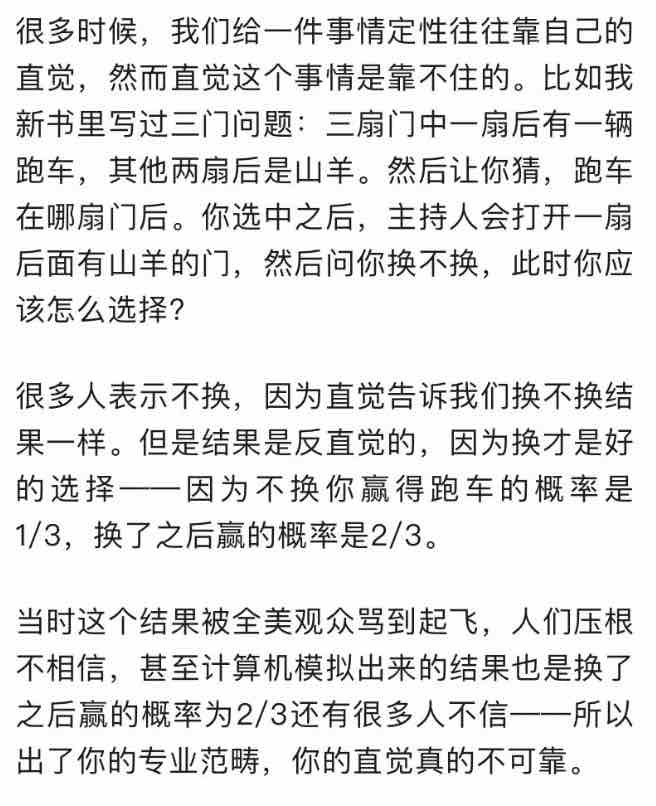 很多时候，我们给一件事情定性往往靠自己的
直觉，然而直觉这个事情是靠不住的。比如我
新书里写过三门问题：三扇门中一扇后有一辆
跑车，其他两扇后是山羊。然后让你猜，跑车
在哪扇门后。你选中之后，主持人会打开一扇
后面有山羊的门，然后问你换不换，此时你应
该怎么选择？
很多人表示不换，因为直觉告诉我们换不换结
果一样。但是结果是反直觉的，因为换才是好
的选择——因为不换你赢得跑车的概率是
1/3，换了之后赢的概率是2/3。
当时这个结果被全美观众骂到起飞，人们压根
不相信，甚至计算机模拟出来的结果也是换了
之后赢的概率为2/3还有很多人不信——所以
出了你的专业范畴，你的直觉真的不可靠。